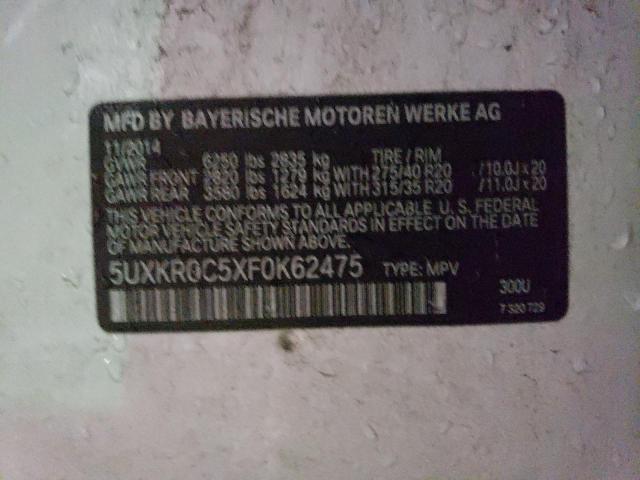 MFD BY BAYERISCHE MOTOREN WERKE AG
11/2014
GVWR 6250 lbs 2835 kg TIRE / RIM
GAWR FRONT 2820 lbs 1279 kg WITH 275/40 R20 /10.0J x 20
GAWR REAR 3580 lbs 1624 kg WITH 315/35 R20 /11.0J x 20
THIS VEHICLE CONFORMS TO ALL APPLICABLE U.S. FEDERAL
MOTOR VEHICLE SAFETY STANDARDS IN EFFECT ON THE DATE
OF MANUFACTURE SHOWN ABOVE.
5UXKR0C5XF0K62475 TYPE: MPV
300U
7 320 729